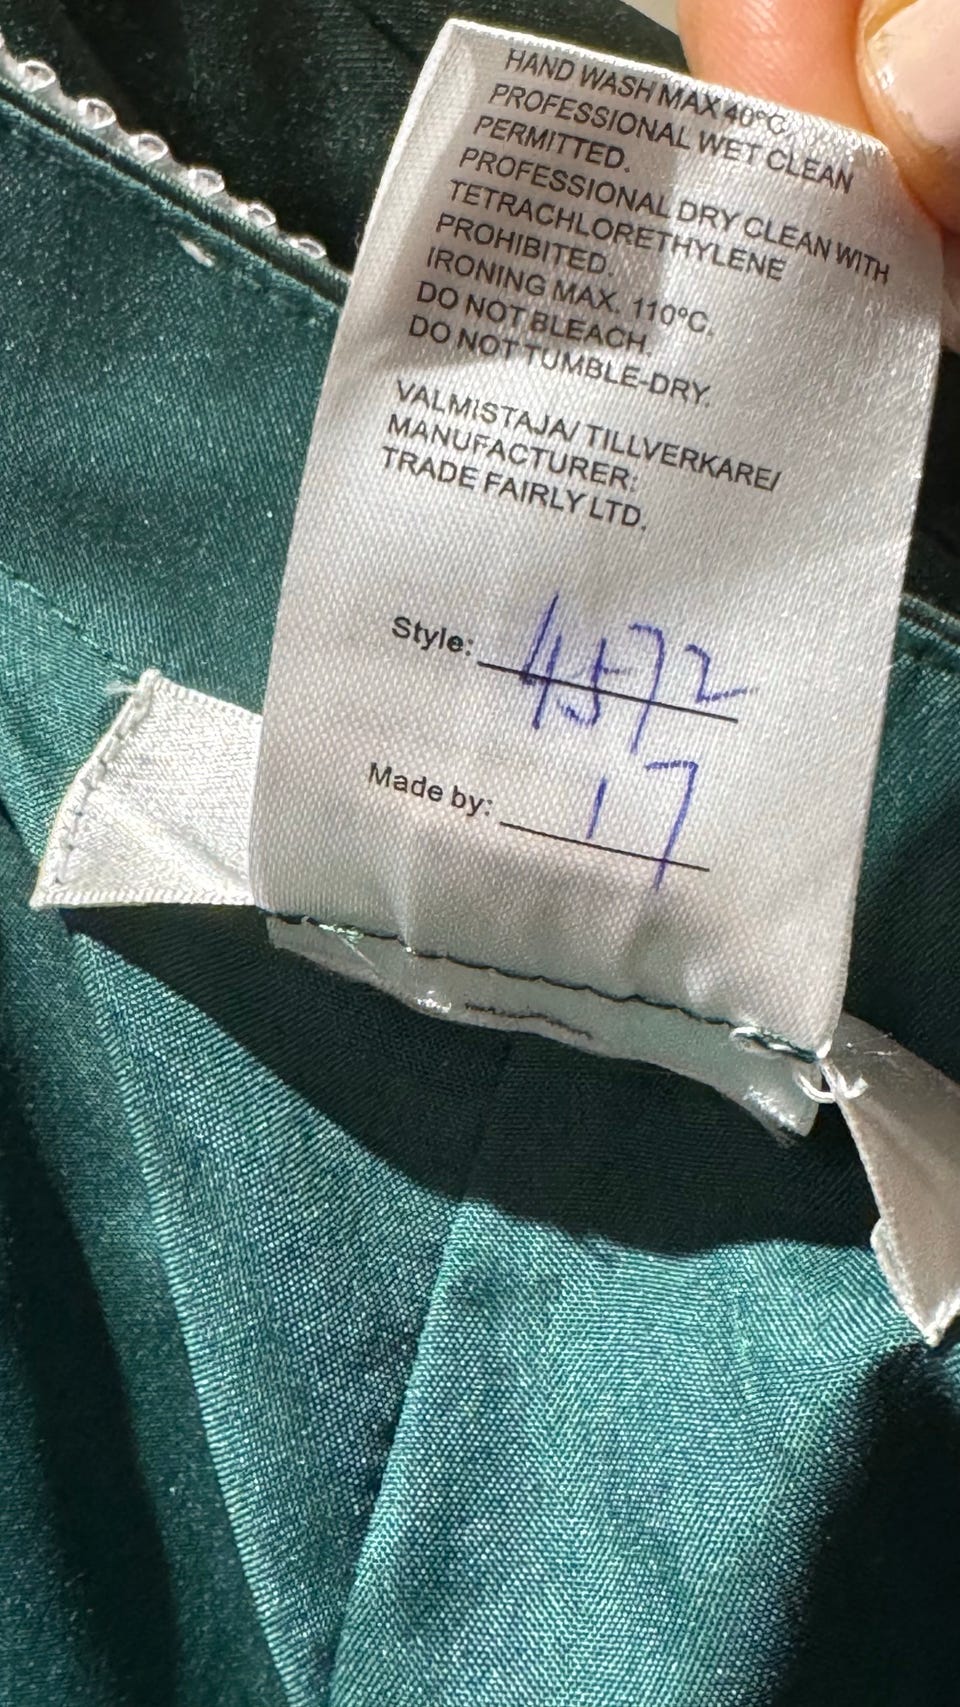 HAND WASH MAX 40°C,
PROFESSIONAL WET CLEAN
PERMITTED.
PROFESSIONAL DRY CLEAN WITH
TETRACHLORETHYLENE
PROHIBITED.
IRONING MAX. 110°C.
DO NOT BLEACH.
DO NOT TUMBLE-DRY.
VALMISTAJA/ TILLVERKARE/
MANUFACTURER:
TRADE FAIRLY LTD.
Style: 4572
Made by: 17